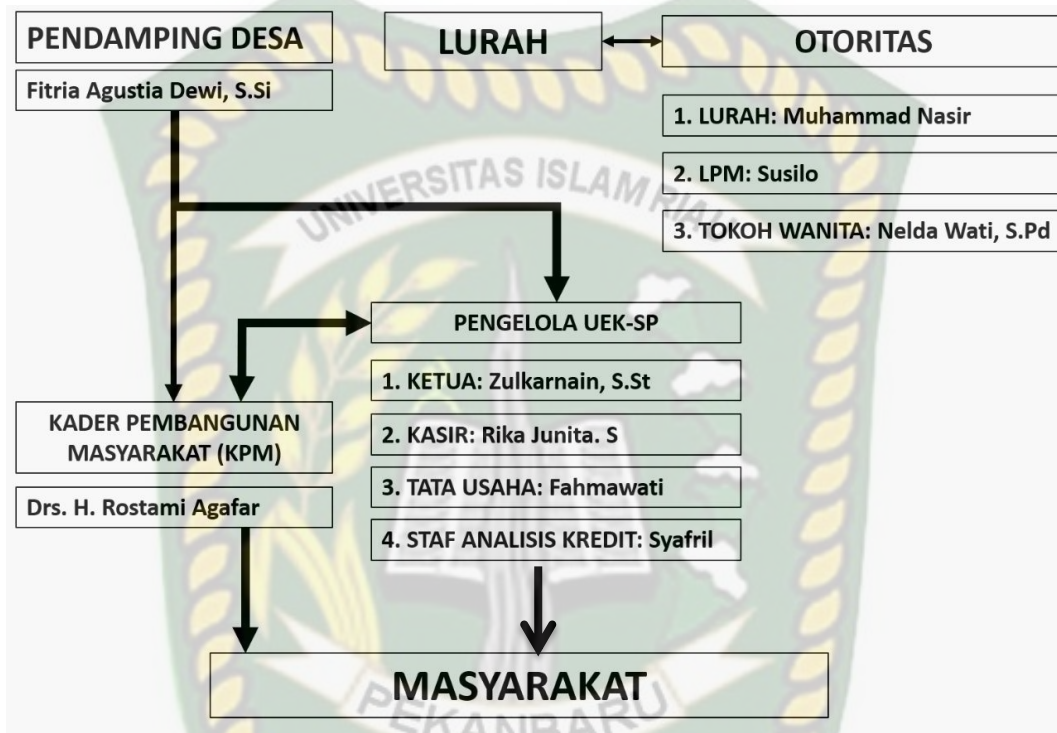 PENDAMPING DESA
Fitria Agustia Dewi, S.Si
LURAH
OTORITAS
1. LURAH: Muhammad Nasir
2. LPM: Susilo
3. TOKOH WANITA: Nelda Wati, S.Pd
UNIVERSITAS ISLAM RIAU
PENGELOLA UEK-SP
1. KETUA: Zulkarnain, S.St
2. KASIR: Rika Junita. S
3. TATA USAHA: Fahmawati
4. STAF ANALISIS KREDIT: Syafril
KADER PEMBANGUNAN
MASYARAKAT (KPM)
Drs. H. Rostami Agafar
MASYARAKAT
PEKANBARU